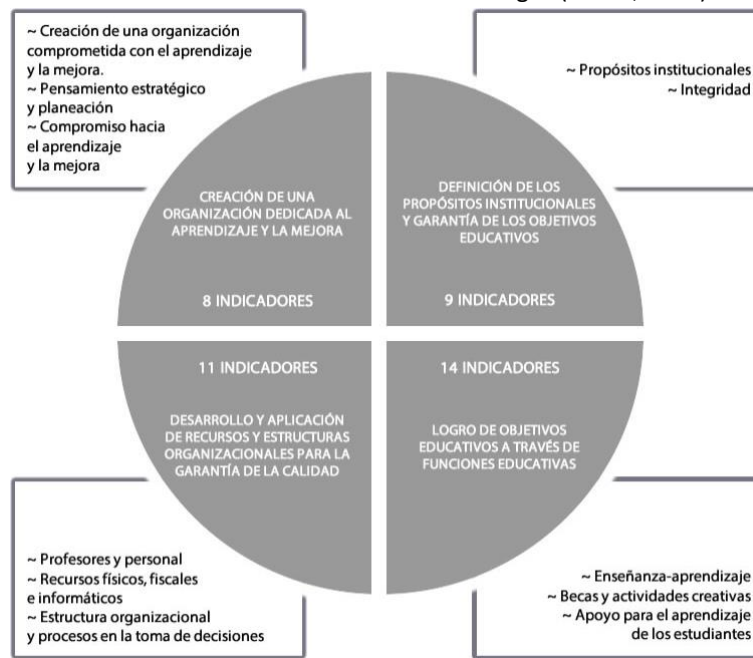 ~ Creación de una organización
comprometida con el aprendizaje
y la mejora.
~ Pensamiento estratégico
y planeación
~ Compromiso hacia
el aprendizaje
y la mejora
~ Propósitos institucionales
~ Integridad
CREACIÓN DE UNA
ORGANIZACIÓN DEDICADA AL
APRENDIZAJE Y LA MEJORA
8 INDICADORES
DEFINICIÓN DE LOS
PROPÓSITOS INSTITUCIONALES
Y GARANTÍA DE LOS OBJETIVOS
EDUCATIVOS
9 INDICADORES
11 INDICADORES
DESARROLLO Y APLICACIÓN
DE RECURSOS Y ESTRUCTURAS
ORGANIZACIONALES PARA LA
GARANTÍA DE LA CALIDAD
14 INDICADORES
LOGRO DE OBJETIVOS
EDUCATIVOS A TRAVÉS DE
FUNCIONES EDUCATIVAS
~ Profesores y personal
~ Recursos físicos, fiscales
e informáticos
~ Estructura organizacional
y procesos en la toma de decisiones
~ Enseñanza-aprendizaje
~ Becas y actividades creativas
~ Apoyo para el aprendizaje
de los estudiantes